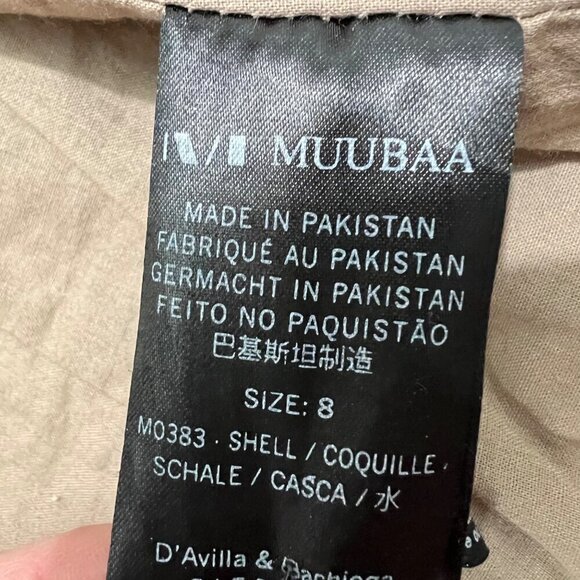 MUUBAA
MADE IN PAKISTAN
FABRIQUÉ AU PAKISTAN
GERMACHT IN PAKISTAN
FEITO NO PAQUISTÃO
巴基斯坦制造
SIZE: 8
M0383 · SHELL / COQUILLE ·
SCHALE / CASCA / 水
D'Avilla &